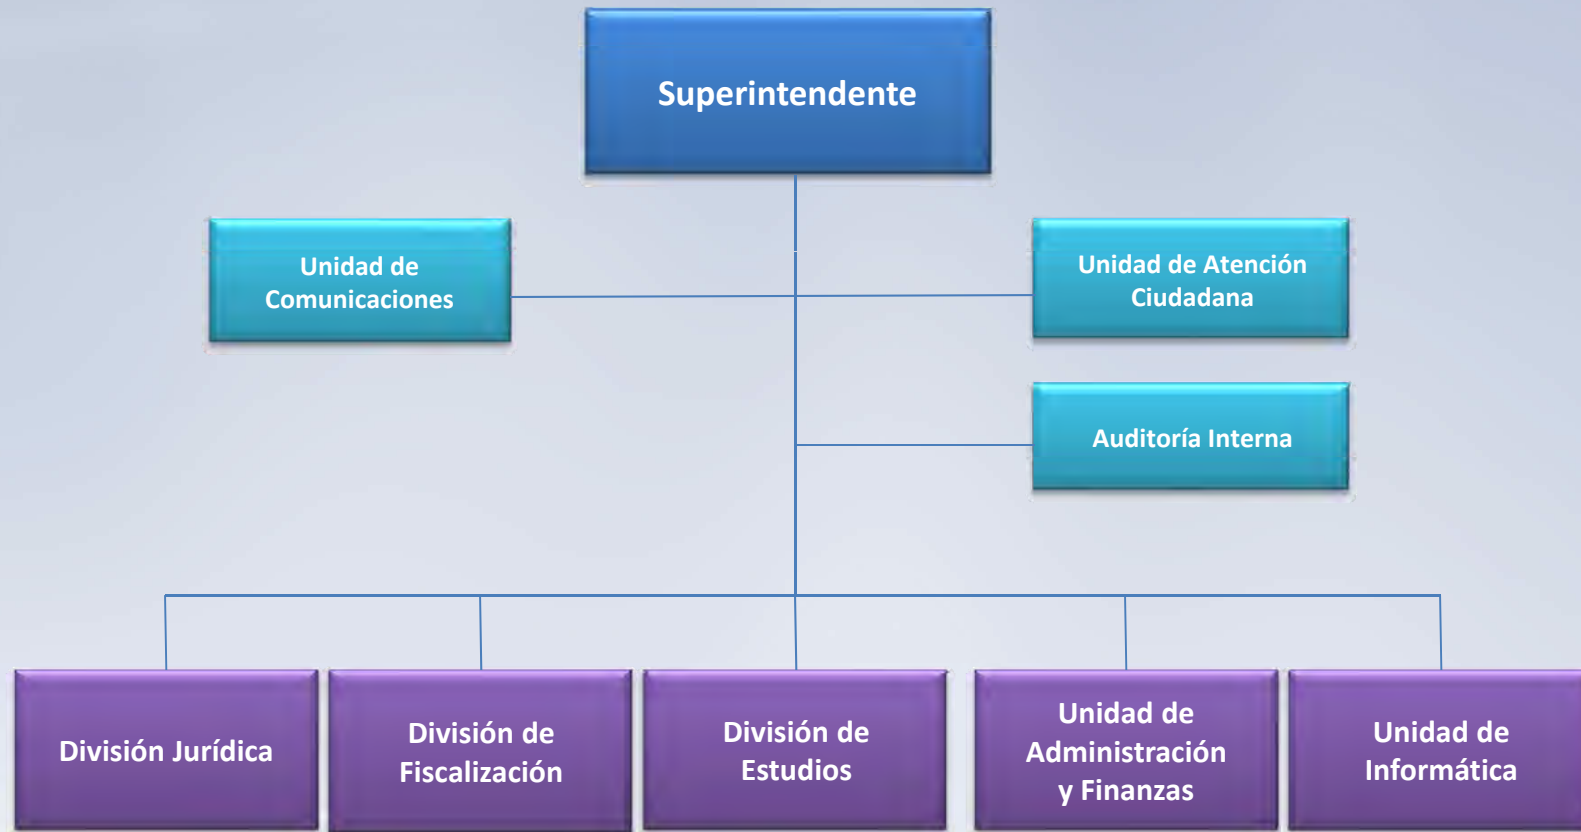 Superintendente
Unidad de
Comunicaciones
Unidad de Atención
Ciudadana
Auditoría Interna
División Jurídica
División de
Fiscalización
División de
Estudios
Unidad de
Administración
y Finanzas
Unidad de
Informática